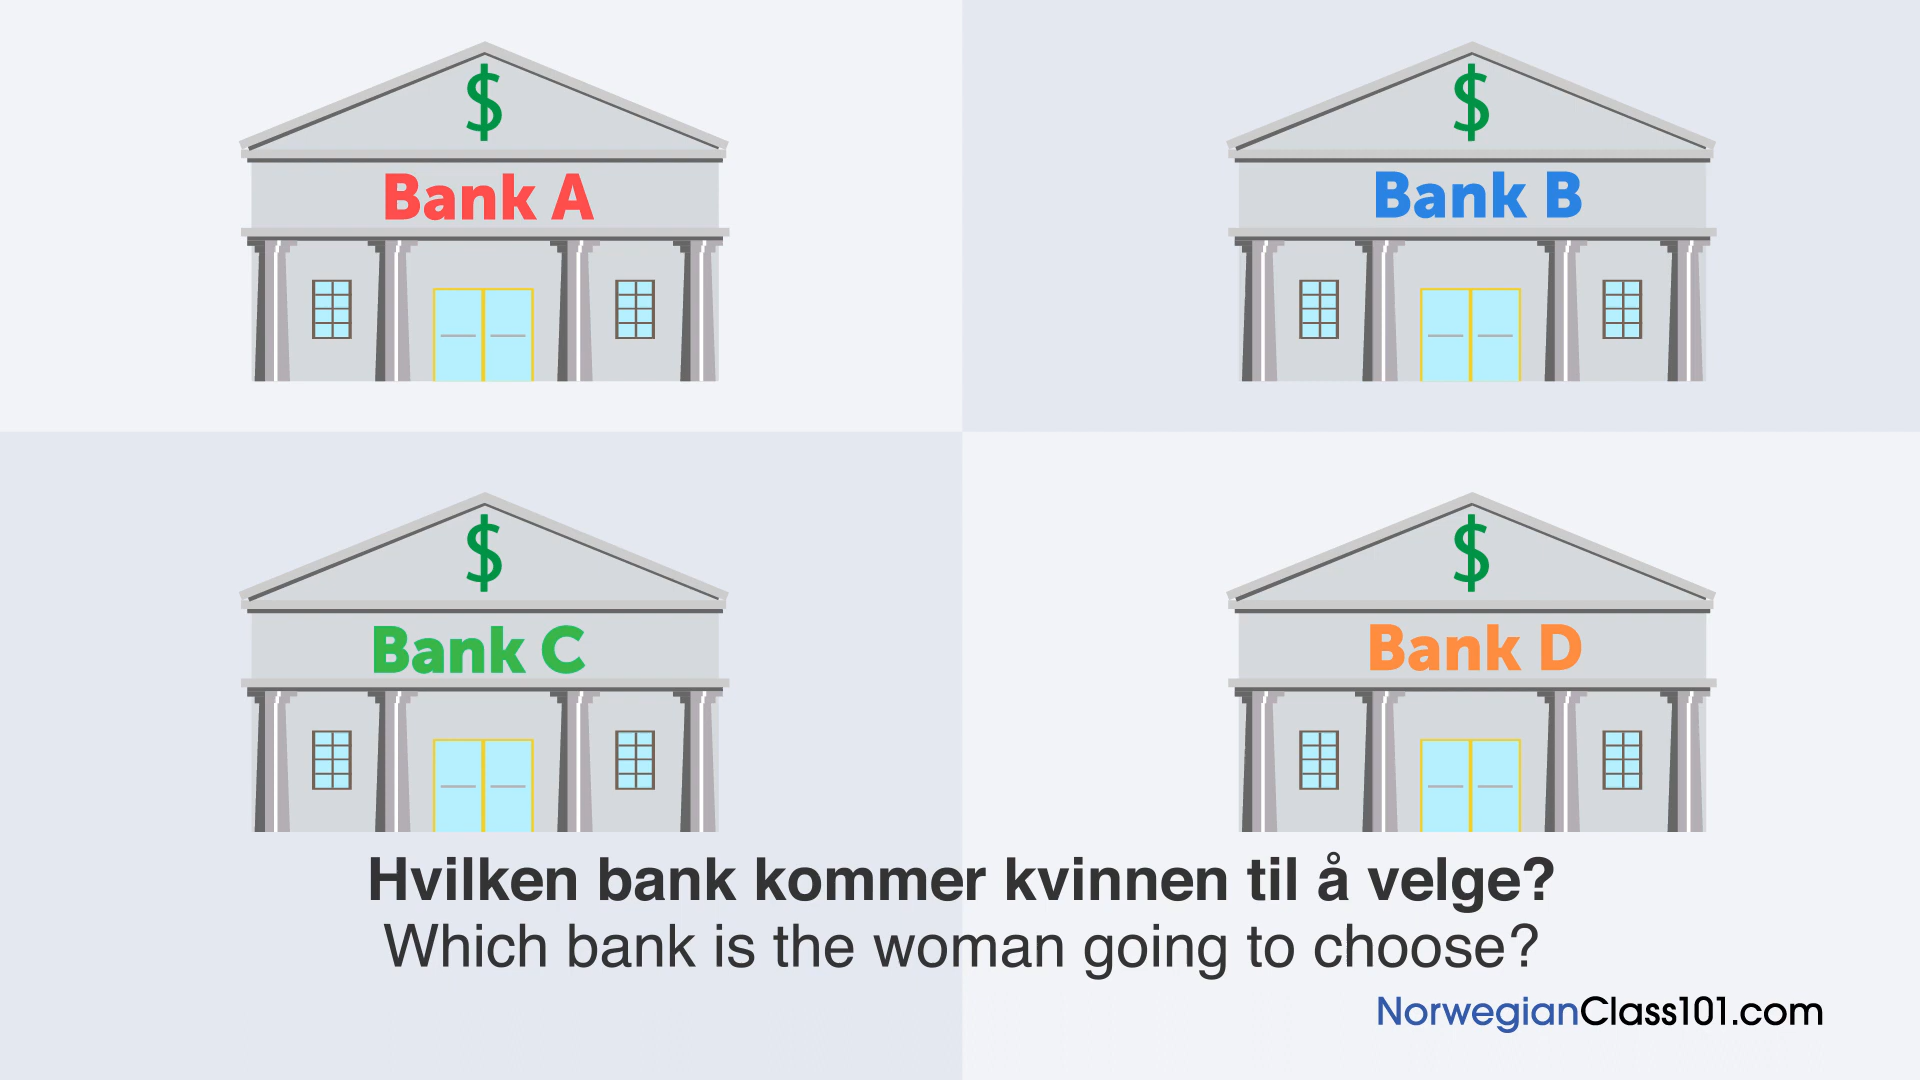 $
Bank A
$
Bank B
$
Bank C
$
Bank D
Hvilken bank kommer kvinnen til å velge?
Which bank is the woman going to choose?
NorwegianClass101.com